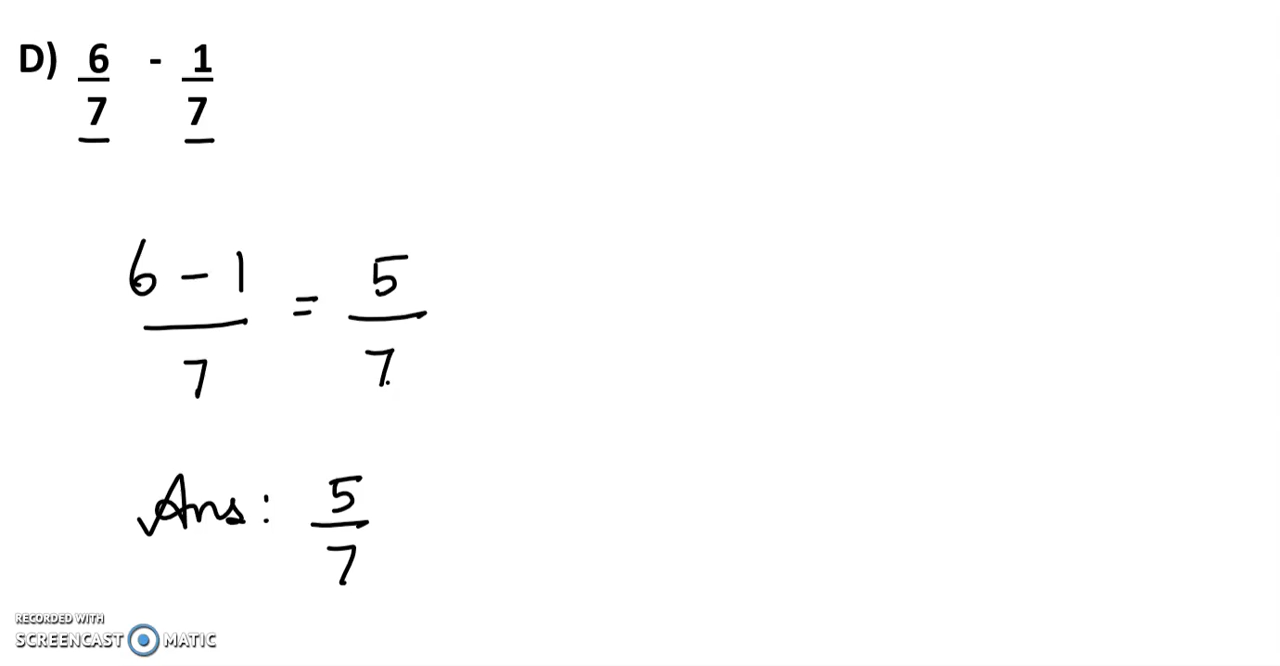 D) 6/7 - 1/7
6 - 1/7 = 5/7
Ans: 5/7
RECORDED WITH
SCREENCAST MATIC